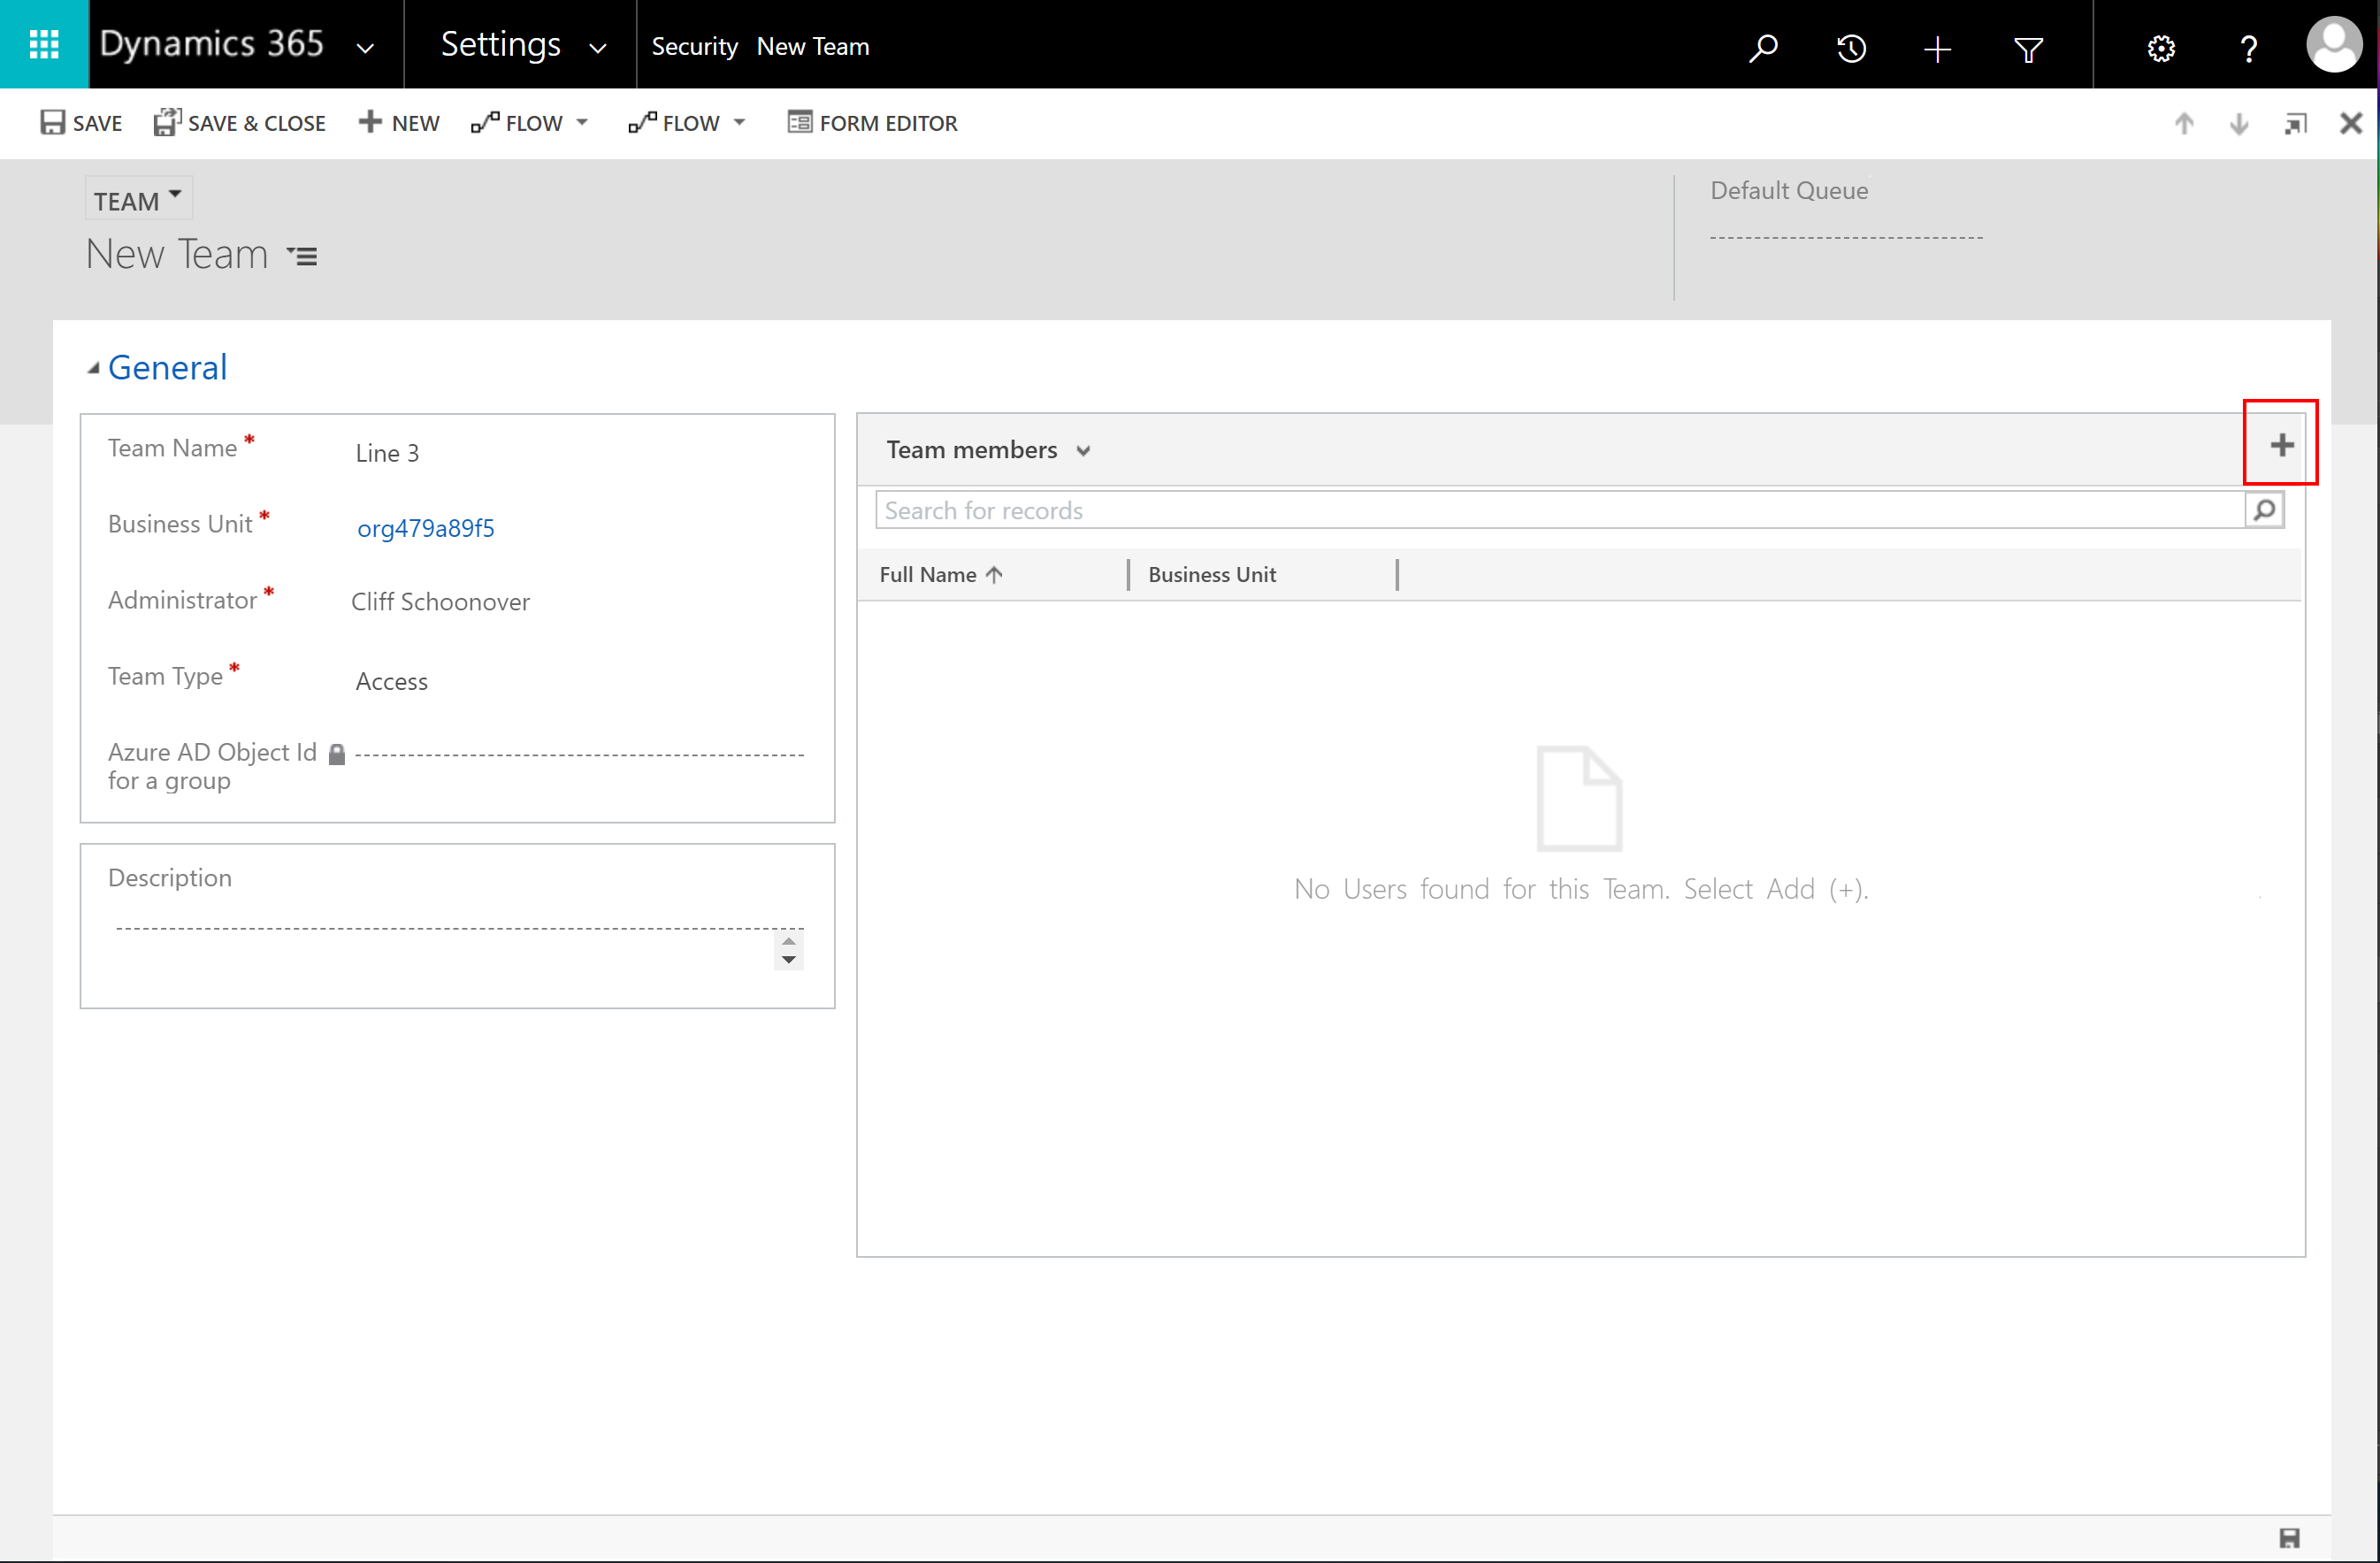 Dynamics 365 Settings Security New Team
SAVE SAVE & CLOSE NEW FLOW FLOW FORM EDITOR
TEAM
New Team
Default Queue
General
Team Name *
Line 3
Business Unit *
org479a89f5
Administrator *
Cliff Schoonover
Team Type *
Access
Azure AD Object Id
for a group
Description
Team members
Search for records
Full Name Business Unit
No Users found for this Team. Select Add (+).